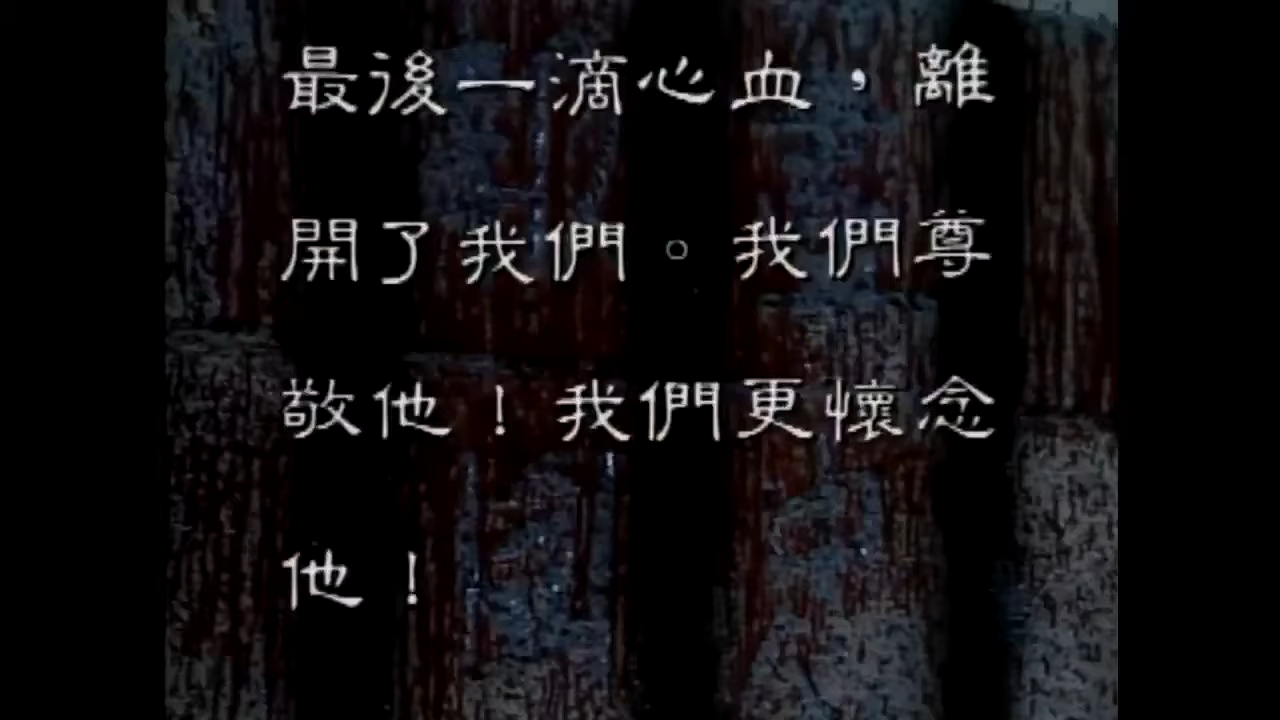 最後一滴心血，離
開了我們。我們尊
敬他！我們更懷念
他！